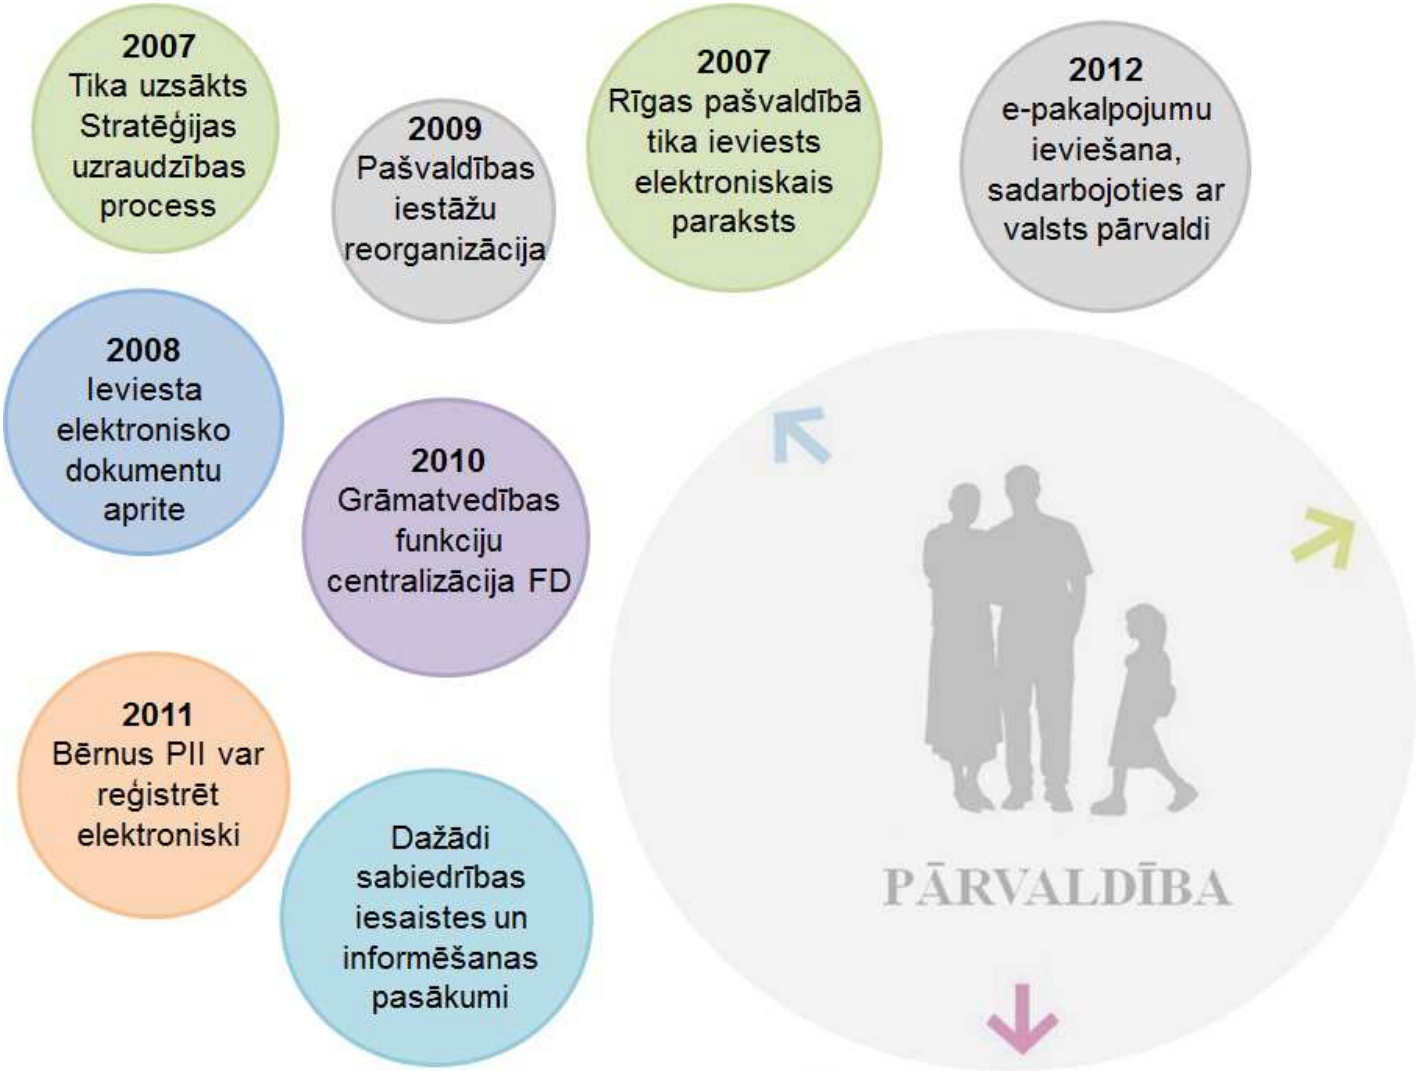 2007
Tika uzsākts
Stratēģijas
uzraudzības
process
2009
Pašvaldības
iestāžu
reorganizācija
2007
Rīgas pašvaldībā
tika ieviests
elektroniskais
paraksts
2012
e-pakalpojumu
ieviešana,
sadarbojoties ar
valsts pārvaldi
2008
Ieviesta
elektronisko
dokumentu
aprite
2010
Grāmatvedības
funkciju
centralizācija FD
2011
Bērnus PII var
reģistrēt
elektroniski
Dažādi
sabiedrības
iesaistes un
informēšanas
pasākumi
PĀRVALDĪBA